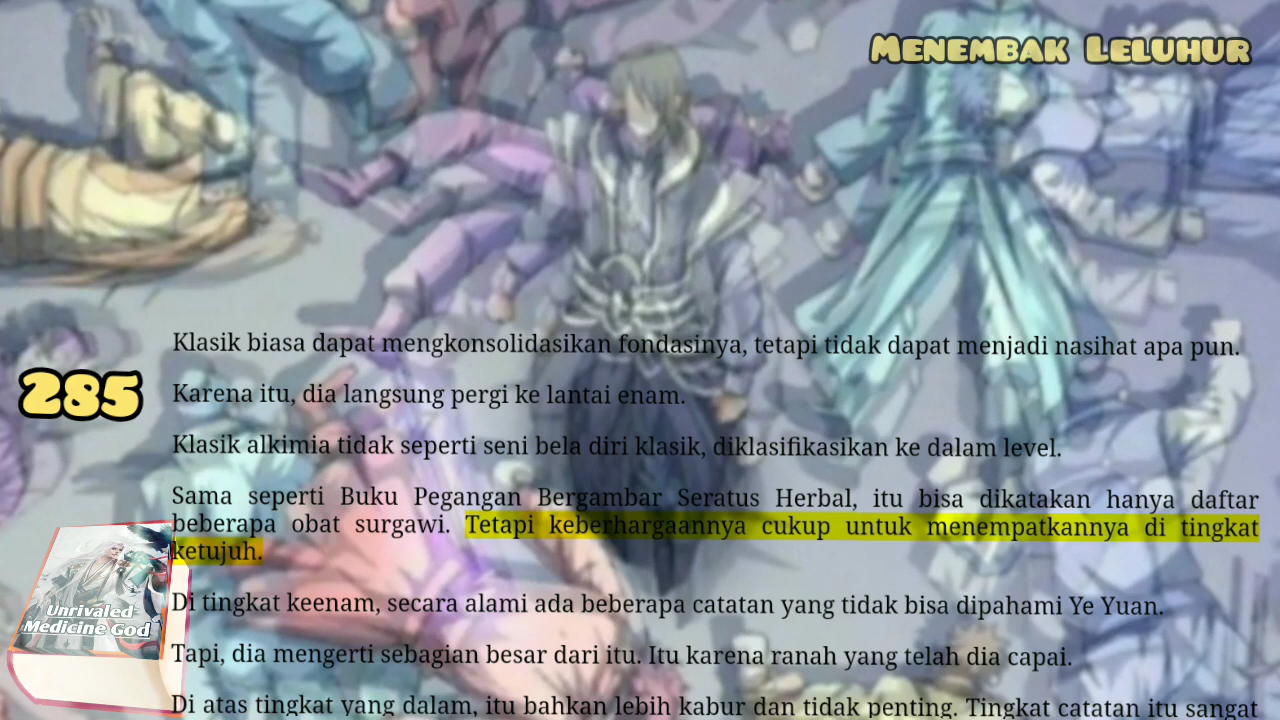 Menembak Leluhur
Klasik biasa dapat mengkonsolidasikan fondasinya, tetapi tidak dapat menjadi nasihat apa pun.
285
Karena itu, dia langsung pergi ke lantai enam.
Klasik alkimia tidak seperti seni bela diri klasik, diklasifikasikan ke dalam level.
Sama seperti Buku Pegangan Bergambar Seratus Herbal, itu bisa dikatakan hanya daftar
beberapa obat surgawi. Tetapi keberhargaannya cukup untuk menempatkannya di tingkat
ketujuh.
Di tingkat keenam, secara alami ada beberapa catatan yang tidak bisa dipahami Ye Yuan.
Unrivaled
Medicine God
Tapi, dia mengerti sebagian besar dari itu. Itu karena ranah yang telah dia capai.
Di atas tingkat yang dalam, itu bahkan lebih kabur dan tidak penting. Tingkat catatan itu sangat